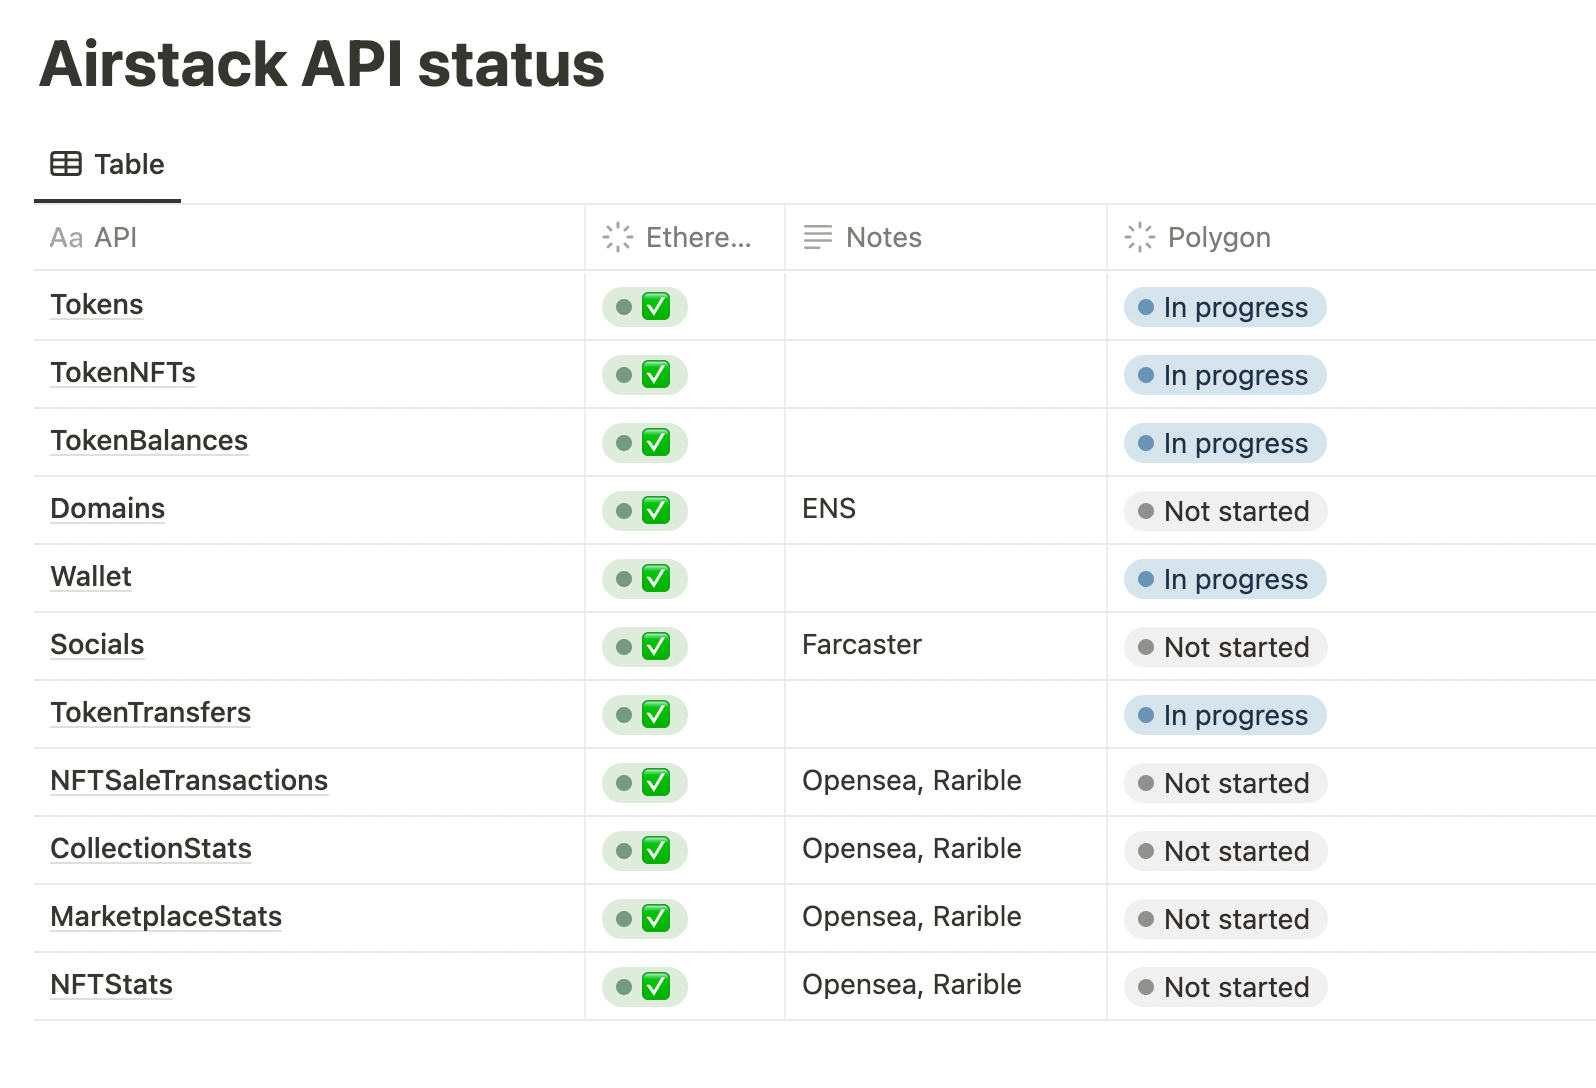 Airstack API status
Table
Aa API Ethere... Notes Polygon
Tokens ✅ In progress
TokenNFTs ✅ In progress
TokenBalances ✅ In progress
Domains ✅ ENS Not started
Wallet ✅ In progress
Socials ✅ Farcaster Not started
TokenTransfers ✅ In progress
NFTSaleTransactions ✅ Opensea, Rarible Not started
CollectionStats ✅ Opensea, Rarible Not started
MarketplaceStats ✅ Opensea, Rarible Not started
NFTStats ✅ Opensea, Rarible Not started